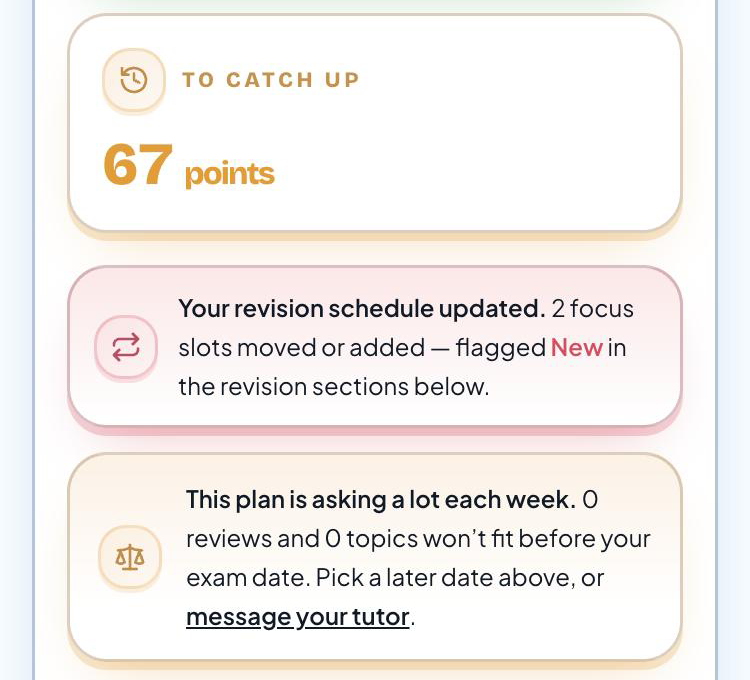 TO CATCH UP
67 points
Your revision schedule updated. 2 focus
slots moved or added — flagged New in
the revision sections below.
This plan is asking a lot each week. 0
reviews and 0 topics won’t fit before your
exam date. Pick a later date above, or
message your tutor.